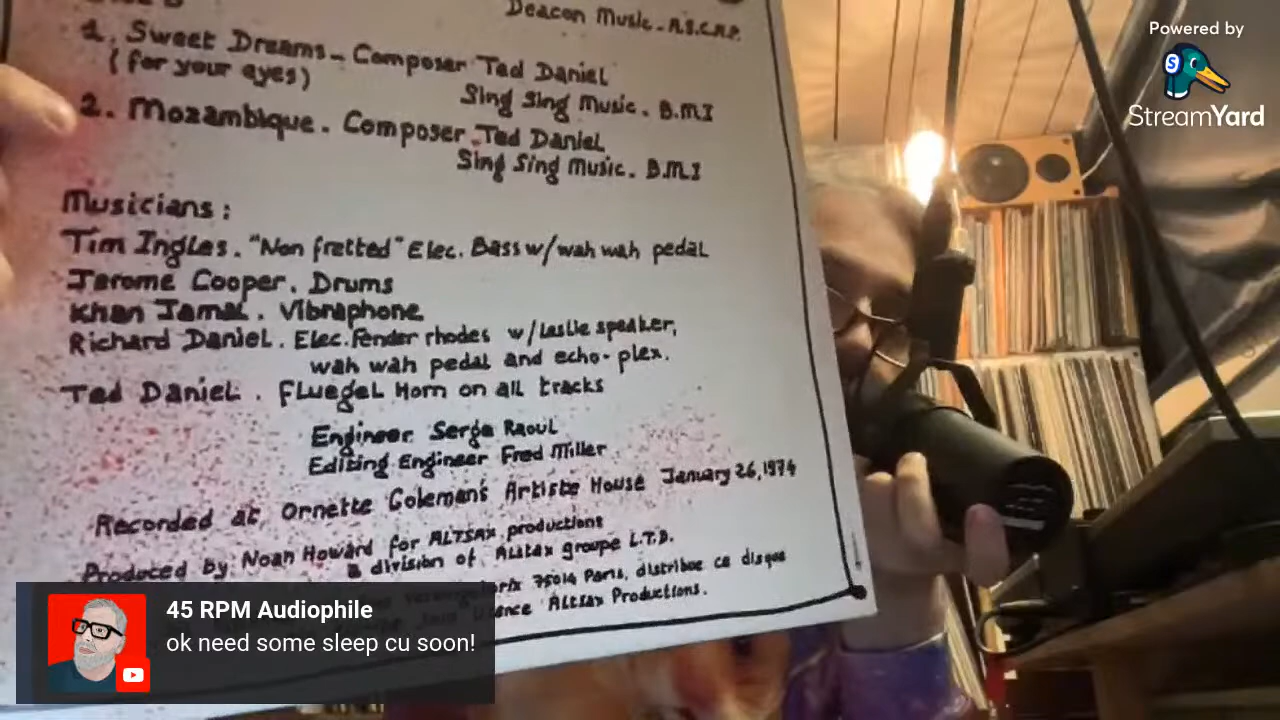 Deacon Music - A.S.C.A.P.
1. Sweet Dreams - Composer Ted Daniel
(for your eyes)
Sing Sing Music. B.M.I
2. Mozambique. Composer Ted Daniel
Sing Sing Music. B.M.I
Musicians:
Tim Ingles. "Non fretted" Elec. Bass w/wah wah pedal
Jerome Cooper. Drums
Khan Jamal. Vibraphone
Richard Daniel. Elec. Fender rhodes w/Leslie speaker,
wah wah pedal and echo-plex.
Ted Daniel. Fluegel Horn on all tracks
Engineer Serge Raoul
Editing Engineer Fred Miller
Recorded at Ornette Coleman's Artiste House January 26, 1974
Produced by Noah Howard for ALTSAX productions
a division of Altsax groupe L.T.D.
75014 Paris, distribue ce disque
Altsax Productions.
Powered by
StreamYard
45 RPM Audiophile
ok need some sleep cu soon!